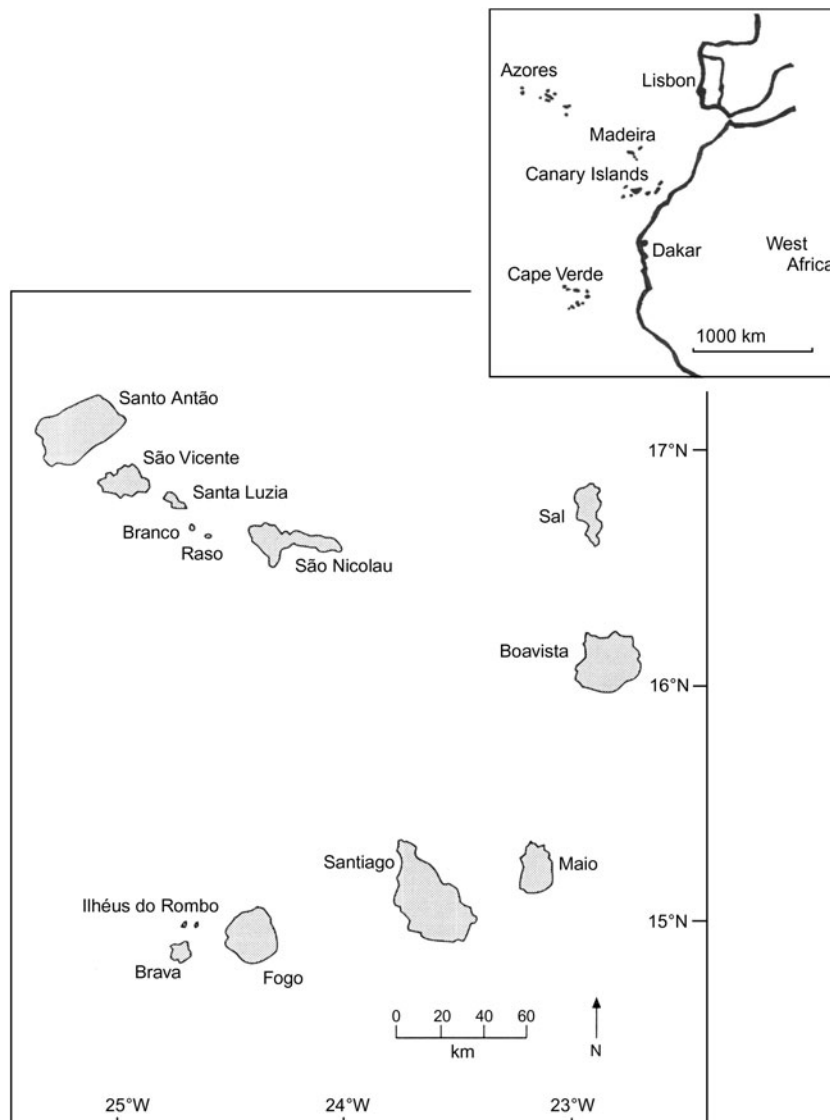 Azores
Lisbon
Madeira
Canary Islands
Dakar
West
Africa
Cape Verde
1000 km
Santo Antão
17°N
São Vicente
Santa Luzia
Branco
Raso
São Nicolau
Sal
Boavista
16°N
Santiago
Maio
Ilhéus do Rombo
15°N
Brava
Fogo
0 20 40 60
km
N
25°W 24°W 23°W